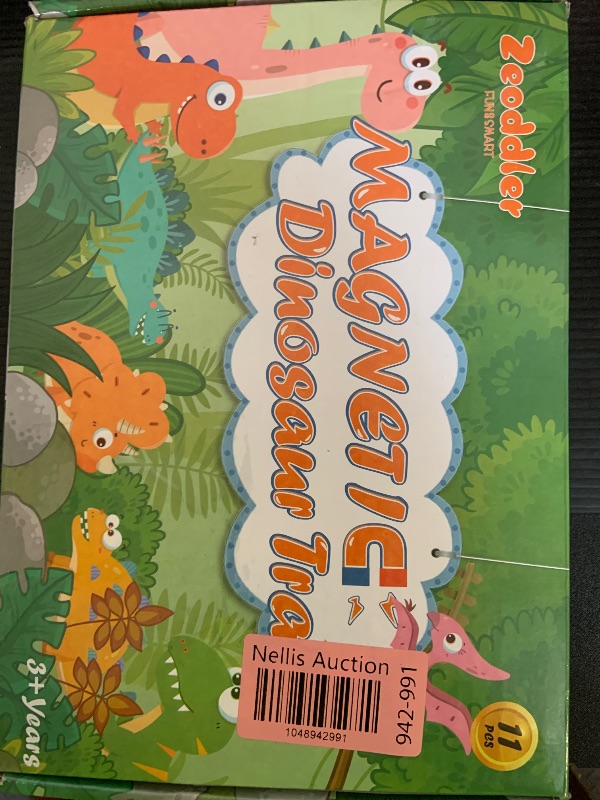 Zeoddler
FUN&SMART
MAGNETIC
Dinosaur Tra
11
Pcs
3+ Years
Nellis Auction
1048942991
942-991